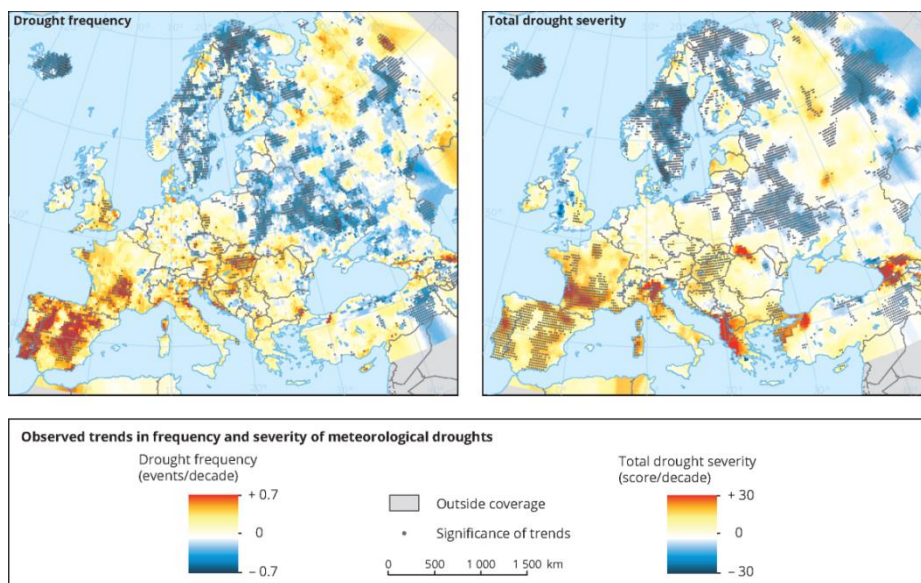 Drought frequency
Total drought severity
Observed trends in frequency and severity of meteorological droughts
Drought frequency
(events/decade)
+ 0.7
0
− 0.7
Outside coverage
Significance of trends
0 500 1 000 1 500 km
Total drought severity
(score/decade)
+ 30
0
− 30